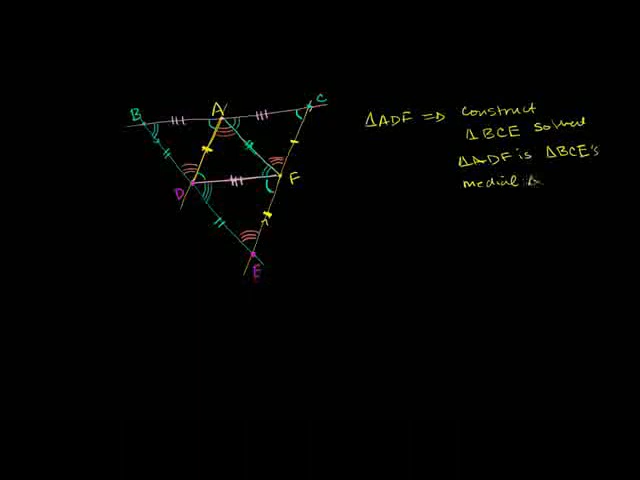 B
A
C
D
F
E
ΔADF ⇒ construct
ΔBCE so that
ΔADF is ΔBCE's
medial Δ